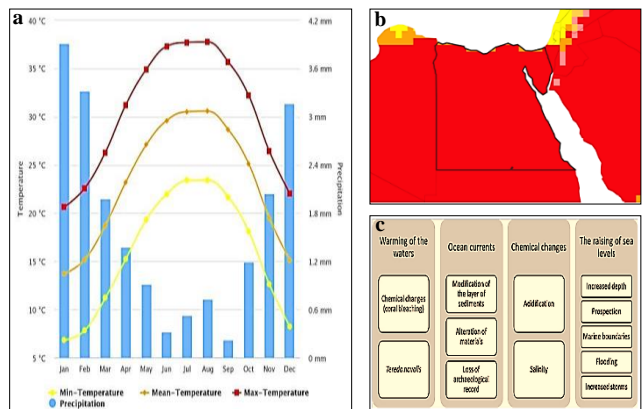 a
40 °C
35 °C
30 °C
25 °C
20 °C
15 °C
10 °C
5 °C
Temperature
4.2 mm
3.6 mm
3 mm
2.4 mm
1.8 mm
1.2 mm
0.6 mm
0 mm
Precipitation
Jan Feb Mar Apr May Jun Jul Aug Sep Oct Nov Dec
Min-Temperature Mean-Temperature Max-Temperature
Precipitation
b
c
Warming of the
waters
Chemical changes
(coral bleaching)
Teredo navalis
Ocean currents
Modification of
the layer of
sediments
Alteration of
materials
Loss of
archaeological
record
Chemical changes
Acidification
Salinity
The raising of sea
levels
Increased depth
Prospection
Marine boundaries
Flooding
Increased storms